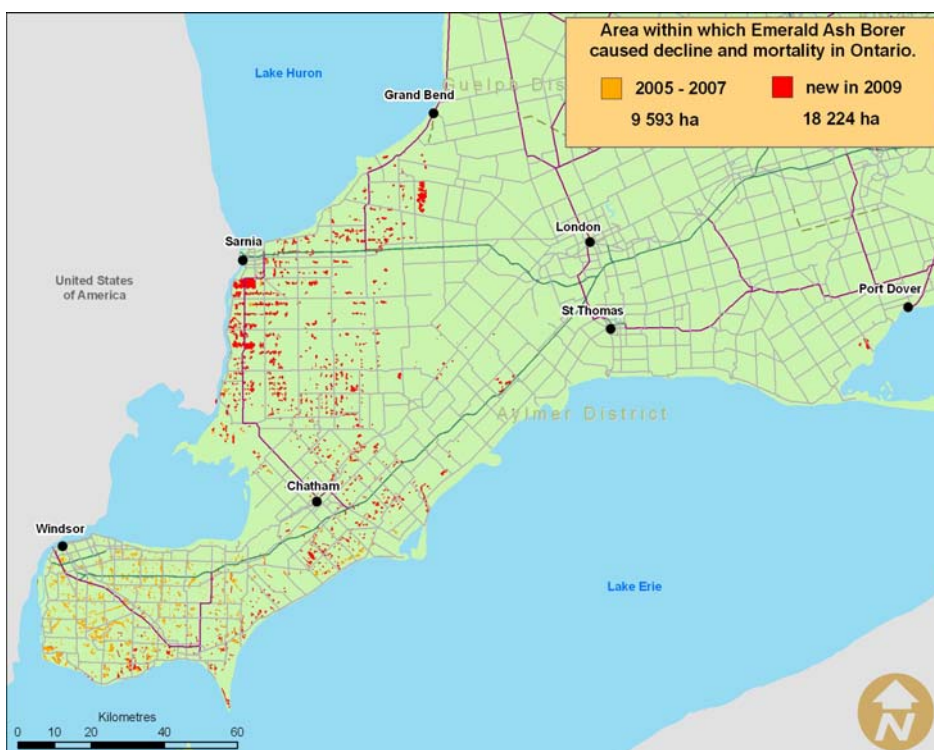 Area within which Emerald Ash Borer
caused decline and mortality in Ontario.
2005 - 2007
new in 2009
9 593 ha
18 224 ha
Lake Huron
Grand Bend
London
Sarnia
United States
of America
Port Dover
St Thomas
Aylmer District
Chatham
Windsor
Lake Erie
Kilometres
0 10 20 40 60
N